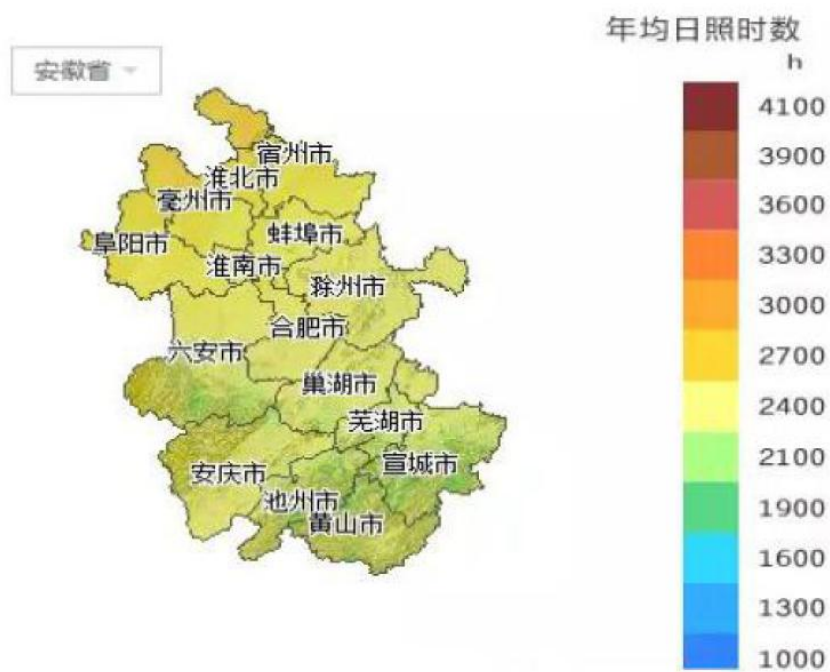 年均日照时数
h
安徽省
4100
3900
3600
3300
3000
2700
2400
2100
1900
1600
1300
1000
宿州市
淮北市
亳州市
阜阳市
蚌埠市
淮南市
滁州市
合肥市
六安市
巢湖市
芜湖市
宣城市
安庆市
池州市
黄山市